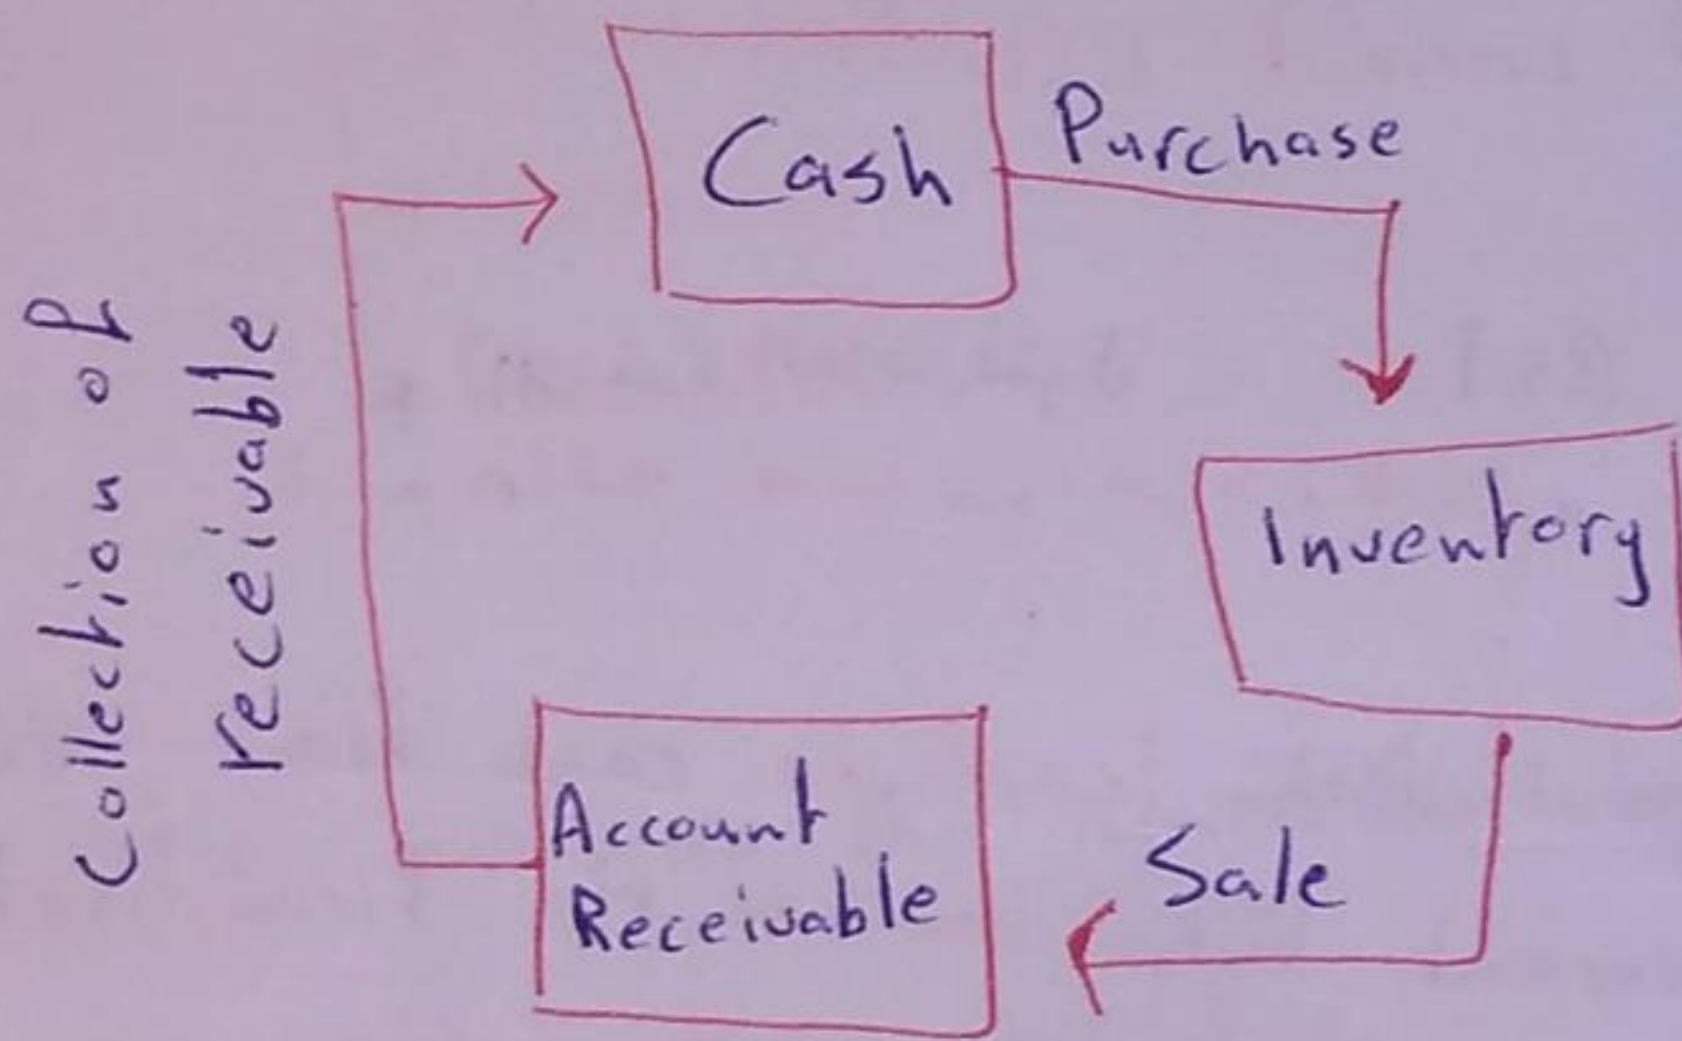 Cash
Purchase
Inventory
Sale
Account
Receivable
Collection of
receivable